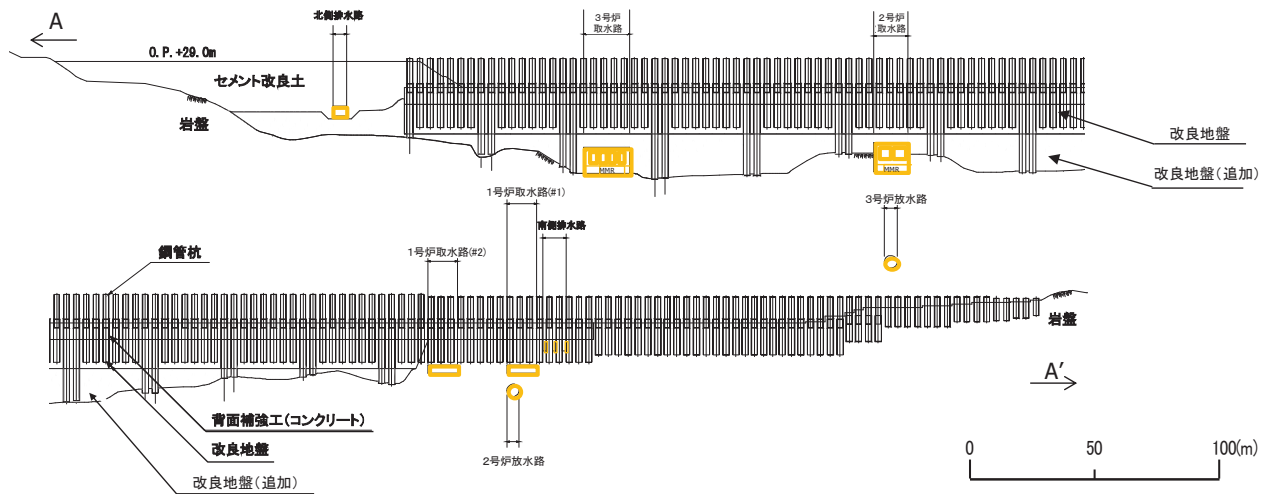 A
北側排水路
3号炉
取水路
2号炉
取水路
O.P.+29.0m
セメント改良土
岩盤
改良地盤
MMR
MMR
改良地盤(追加)
1号炉取水路(#1)
3号炉放水路
南側排水路
鋼管杭
1号炉取水路(#2)
岩盤
A'
背面補強工(コンクリート)
改良地盤
2号炉放水路
改良地盤(追加)
0 50 100(m)